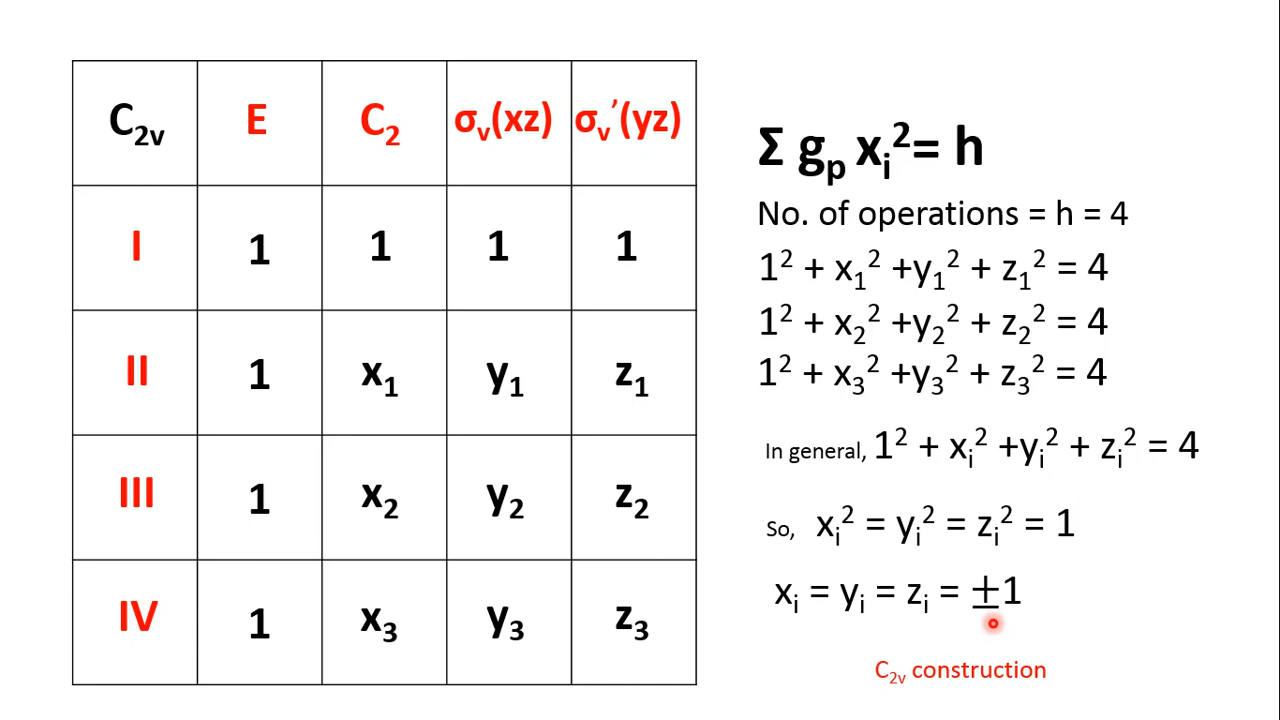 C₂ᵥ E C₂ σᵥ(xz) σᵥ’(yz)
I 1 1 1 1
II 1 x₁ y₁ z₁
III 1 x₂ y₂ z₂
IV 1 x₃ y₃ z₃
Σ gₚ xᵢ²= h
No. of operations = h = 4
1² + x₁² +y₁² + z₁² = 4
1² + x₂² +y₂² + z₂² = 4
1² + x₃² +y₃² + z₃² = 4
In general, 1² + xᵢ² +yᵢ² + zᵢ² = 4
So, xᵢ² = yᵢ² = zᵢ² = 1
xᵢ = yᵢ = zᵢ = ±1
C₂ᵥ construction